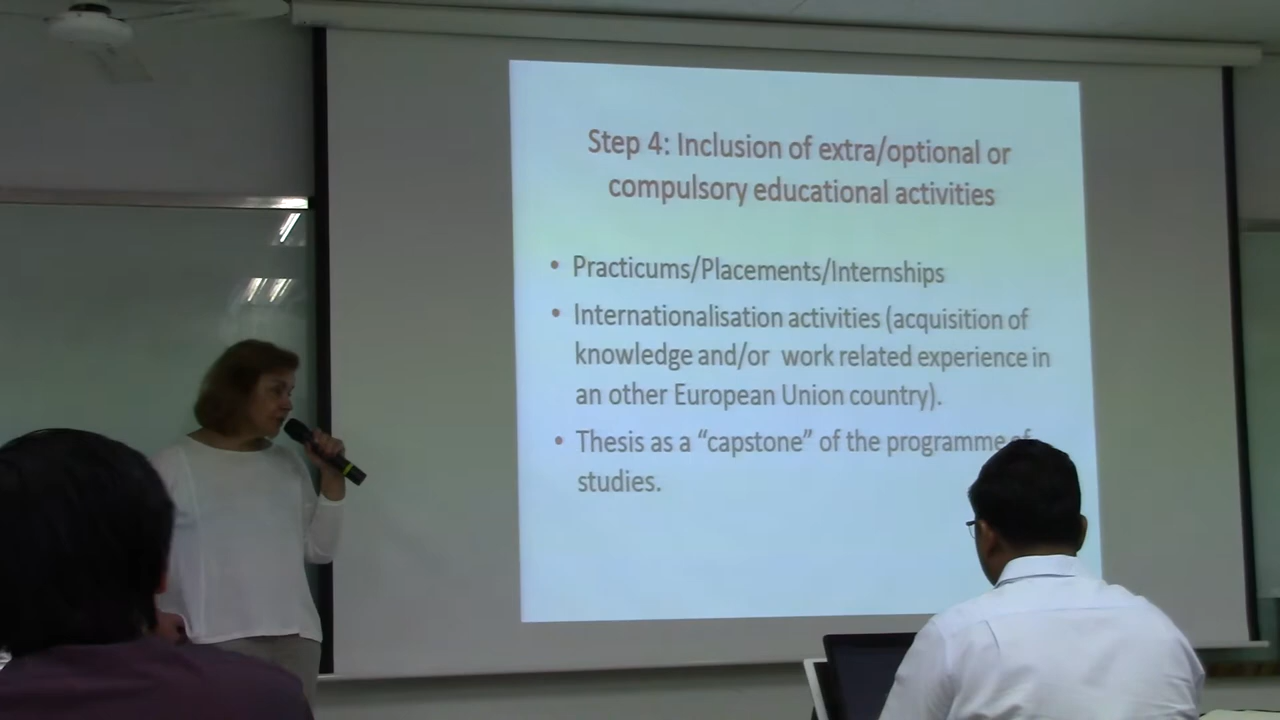 Step 4: Inclusion of extra/optional or
compulsory educational activities
• Practicums/Placements/Internships
• Internationalisation activities (acquisition of
knowledge and/or work related experience in
an other European Union country).
• Thesis as a “capstone” of the programme of
studies.